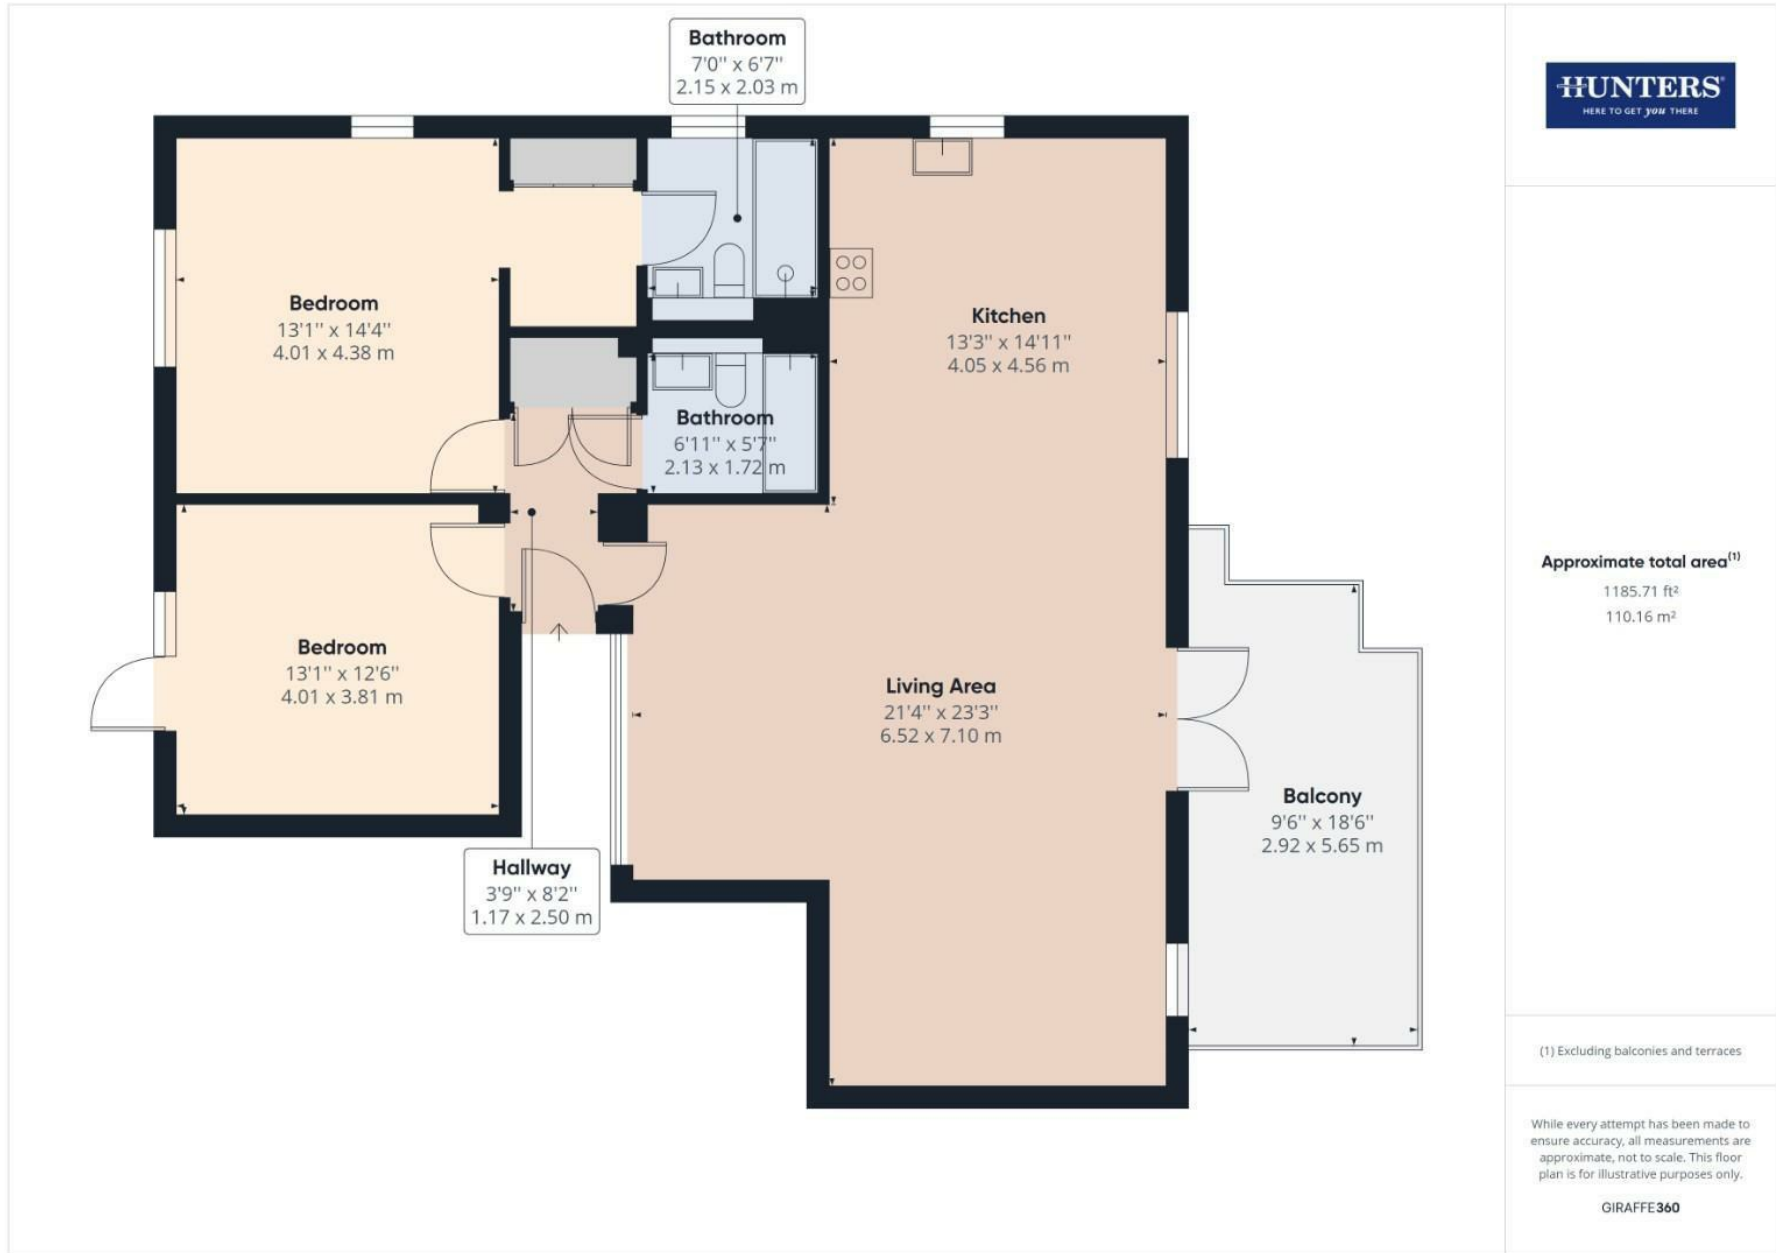 Bathroom
7'0" x 6'7"
2.15 x 2.03 m
Bedroom
13'1" x 14'4"
4.01 x 4.38 m
Kitchen
13'3" x 14'11"
4.05 x 4.56 m
Bathroom
6'11" x 5'7"
2.13 x 1.72 m
Bedroom
13'1" x 12'6"
4.01 x 3.81 m
Living Area
21'4" x 23'3"
6.52 x 7.10 m
Balcony
9'6" x 18'6"
2.92 x 5.65 m
Hallway
3'9" x 8'2"
1.17 x 2.50 m
HUNTERS®
HERE TO GET you THERE
Approximate total area(1)
1185.71 ft²
110.16 m²
(1) Excluding balconies and terraces
While every attempt has been made to
ensure accuracy, all measurements are
approximate, not to scale. This floor
plan is for illustrative purposes only.
GIRAFFE360